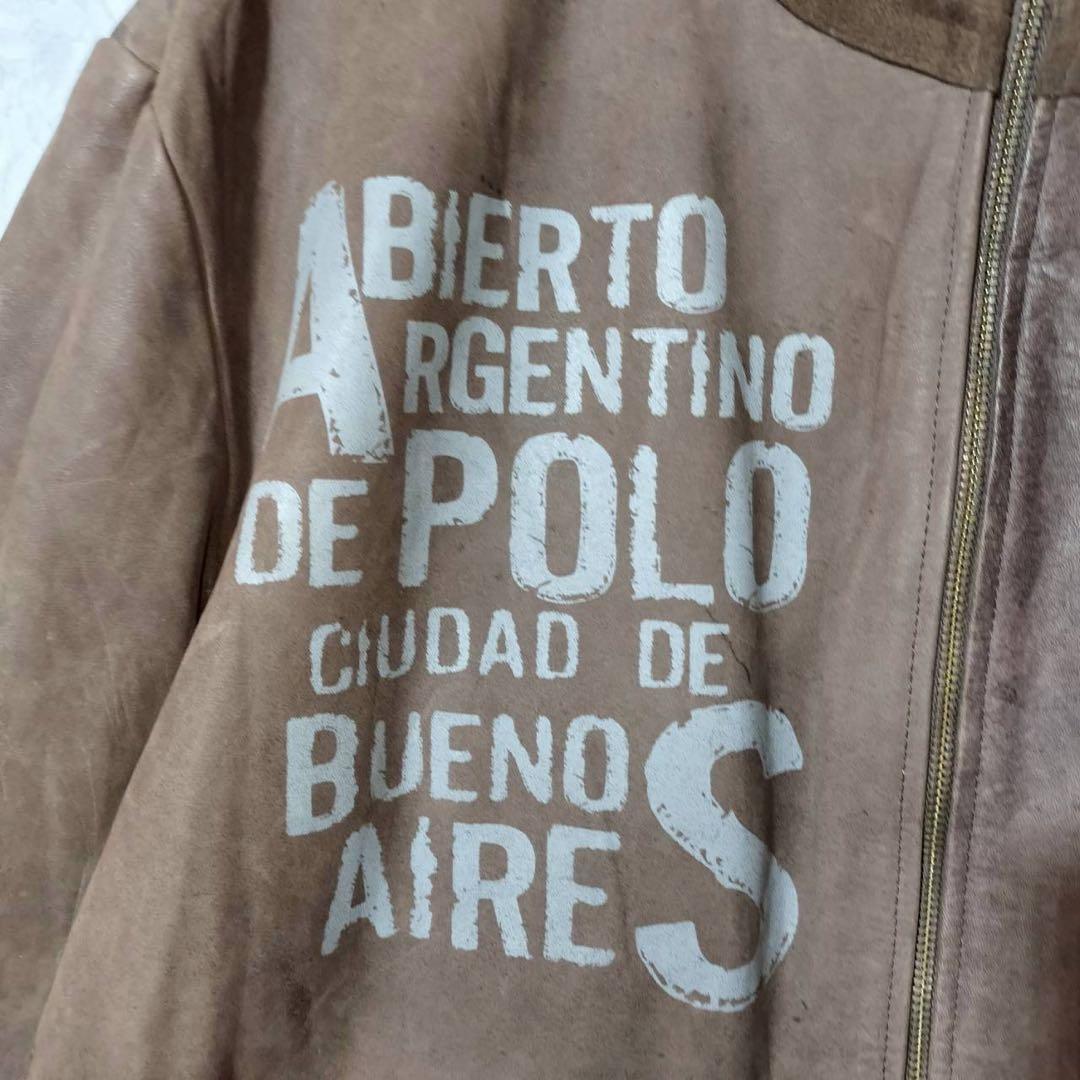 ABIERTO
ARGENTINO
DE POLO
CIUDAD DE
BUENOS
AIRES